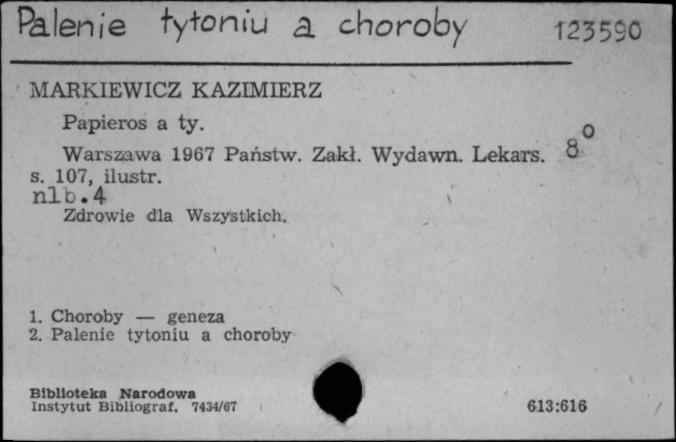 Palenie tytoniu a choroby 123590
MARKIEWICZ KAZIMIERZ
Papieros a ty.
Warszawa 1967 Państw. Zakł. Wydawn. Lekars. 8°
s. 107, ilustr.
nlb.4
Zdrowie dla Wszystkich.
1. Choroby — geneza
2. Palenie tytoniu a choroby
Biblioteka Narodowa
Instytut Bibliograf. 7434/67 613:616